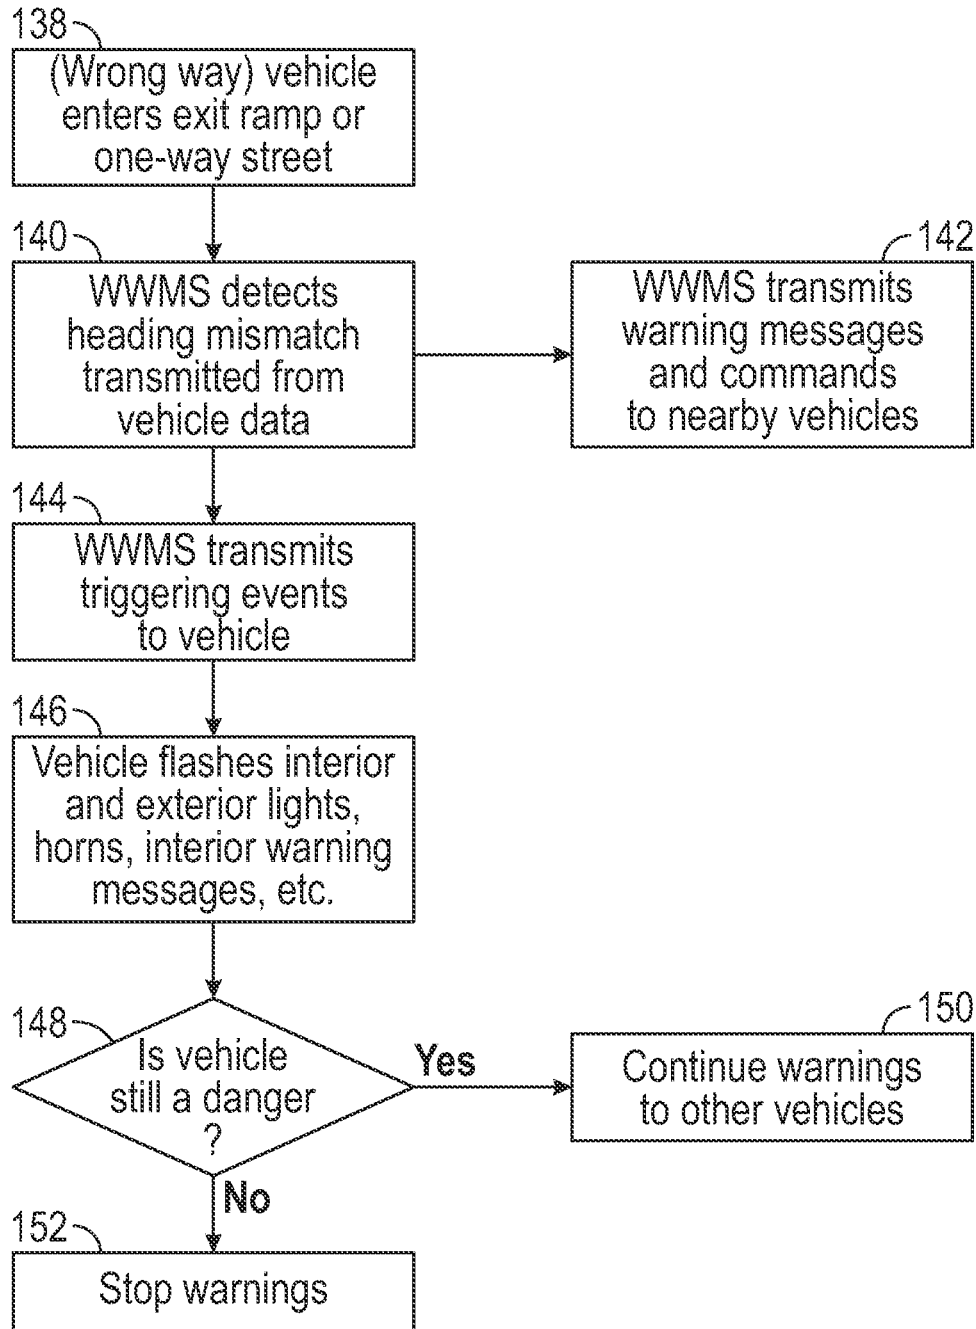 138
(Wrong way) vehicle
enters exit ramp or
one-way street
140
WWMS detects
heading mismatch
transmitted from
vehicle data
142
WWMS transmits
warning messages
and commands
to nearby vehicles
144
WWMS transmits
triggering events
to vehicle
146
Vehicle flashes interior
and exterior lights,
horns, interior warning
messages, etc.
148
Is vehicle
still a danger
?
Yes
150
Continue warnings
to other vehicles
No
152
Stop warnings